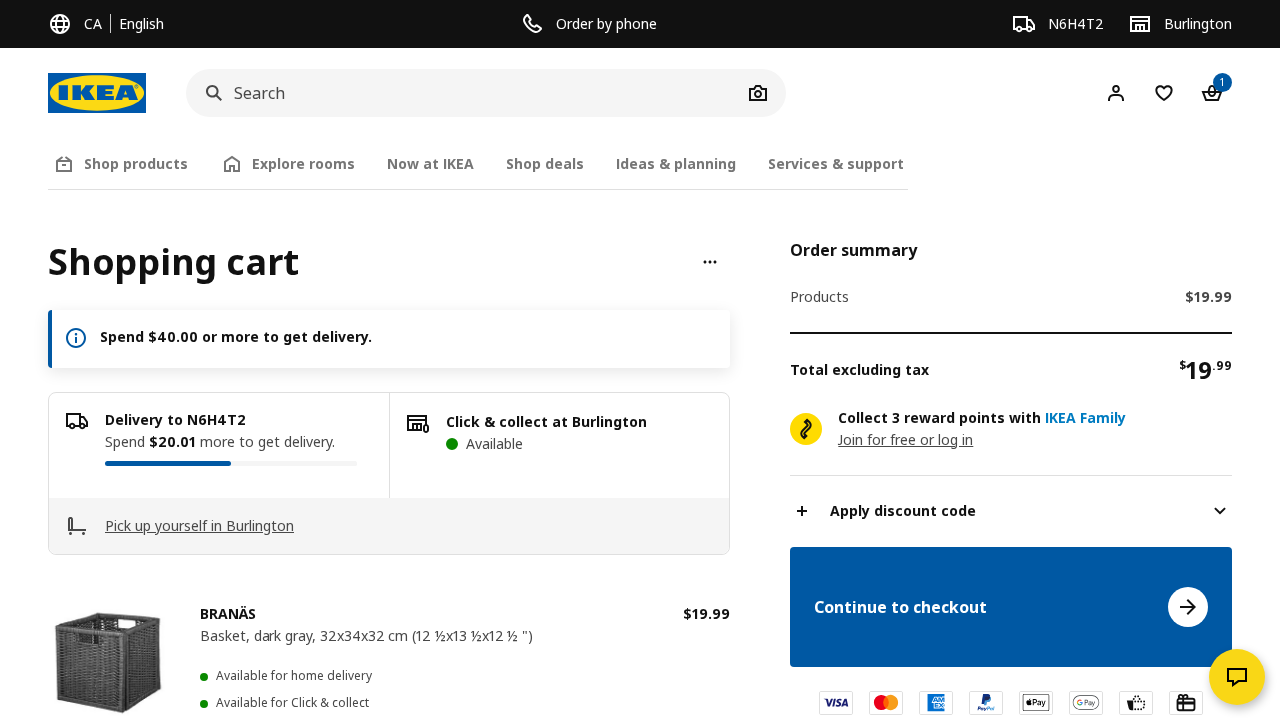 CA English
Order by phone
N6H4T2
Burlington
IKEA
Search
1
Shop products
Explore rooms
Now at IKEA
Shop deals
Ideas & planning
Services & support
Shopping cart
Spend $40.00 or more to get delivery.
Delivery to N6H4T2
Spend $20.01 more to get delivery.
Click & collect at Burlington
Available
Pick up yourself in Burlington
BRANÄS
$19.99
Basket, dark gray, 32x34x32 cm (12 ½x13 ½x12 ½ ")
Available for home delivery
Available for Click & collect
Order summary
Products
$19.99
Total excluding tax
$19.99
Collect 3 reward points with IKEA Family
Join for free or log in
Apply discount code
Continue to checkout
VISA
AMEX
PayPal
Apple Pay
G Pay